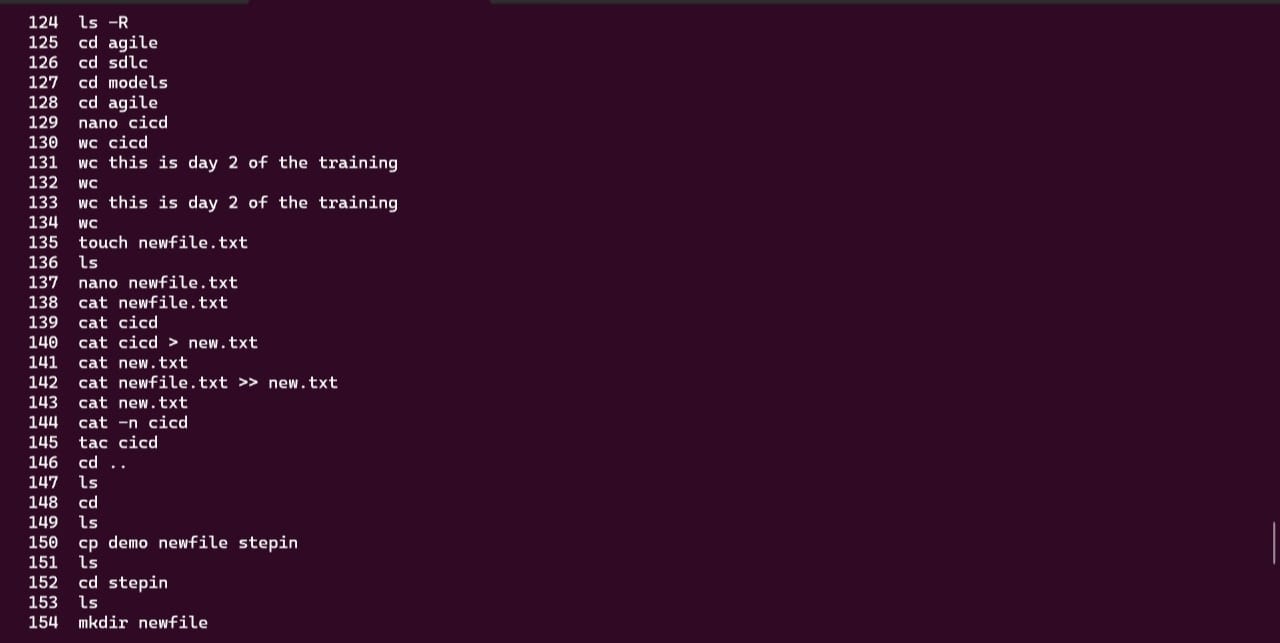 124 ls -R
125 cd agile
126 cd sdlc
127 cd models
128 cd agile
129 nano cicd
130 wc cicd
131 wc this is day 2 of the training
132 wc
133 wc this is day 2 of the training
134 wc
135 touch newfile.txt
136 ls
137 nano newfile.txt
138 cat newfile.txt
139 cat cicd
140 cat cicd > new.txt
141 cat new.txt
142 cat newfile.txt >> new.txt
143 cat new.txt
144 cat -n cicd
145 tac cicd
146 cd ..
147 ls
148 cd
149 ls
150 cp demo newfile stepin
151 ls
152 cd stepin
153 ls
154 mkdir newfile